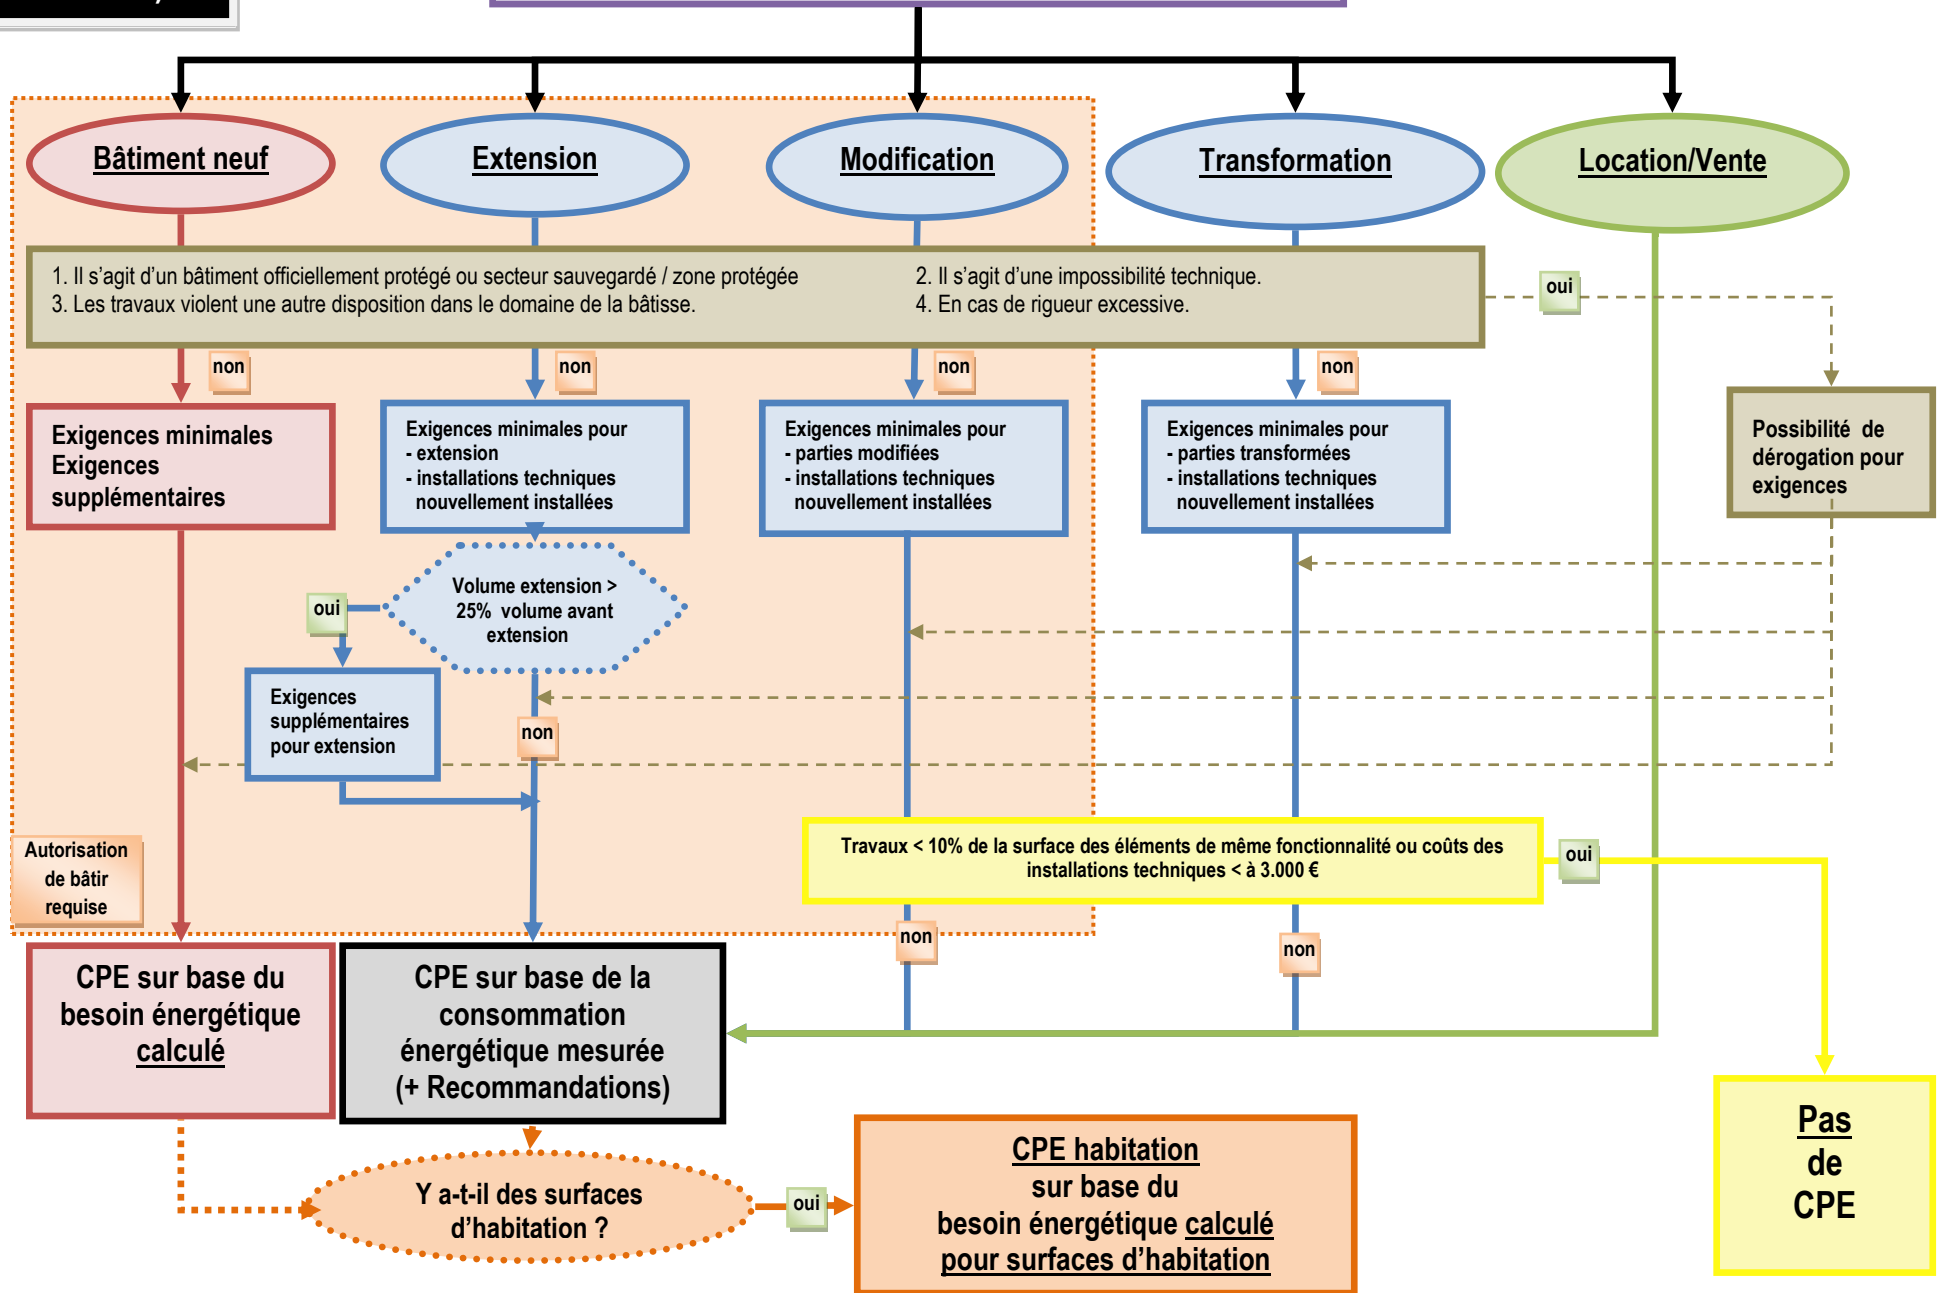 Bâtiment neuf
Extension
Modification
Transformation
Location/Vente
1. Il s’agit d’un bâtiment officiellement protégé ou secteur sauvegardé / zone protégée
2. Il s’agit d’une impossibilité technique.
3. Les travaux violent une autre disposition dans le domaine de la bâtisse.
4. En cas de rigueur excessive.
oui
non
non
non
non
Exigences minimales
Exigences
supplémentaires
Exigences minimales pour
- extension
- installations techniques
nouvellement installées
Exigences minimales pour
- parties modifiées
- installations techniques
nouvellement installées
Exigences minimales pour
- parties transformées
- installations techniques
nouvellement installées
Possibilité de
dérogation pour
exigences
Volume extension >
25% volume avant
extension
oui
Exigences
supplémentaires
pour extension
non
Autorisation
de bâtir
requise
Travaux < 10% de la surface des éléments de même fonctionnalité ou coûts des
installations techniques < à 3.000 €
oui
non
non
CPE sur base du
besoin énergétique
calculé
CPE sur base de la
consommation
énergétique mesurée
(+ Recommandations)
Y a-t-il des surfaces
d’habitation ?
oui
CPE habitation
sur base du
besoin énergétique calculé
pour surfaces d’habitation
Pas
de
CPE